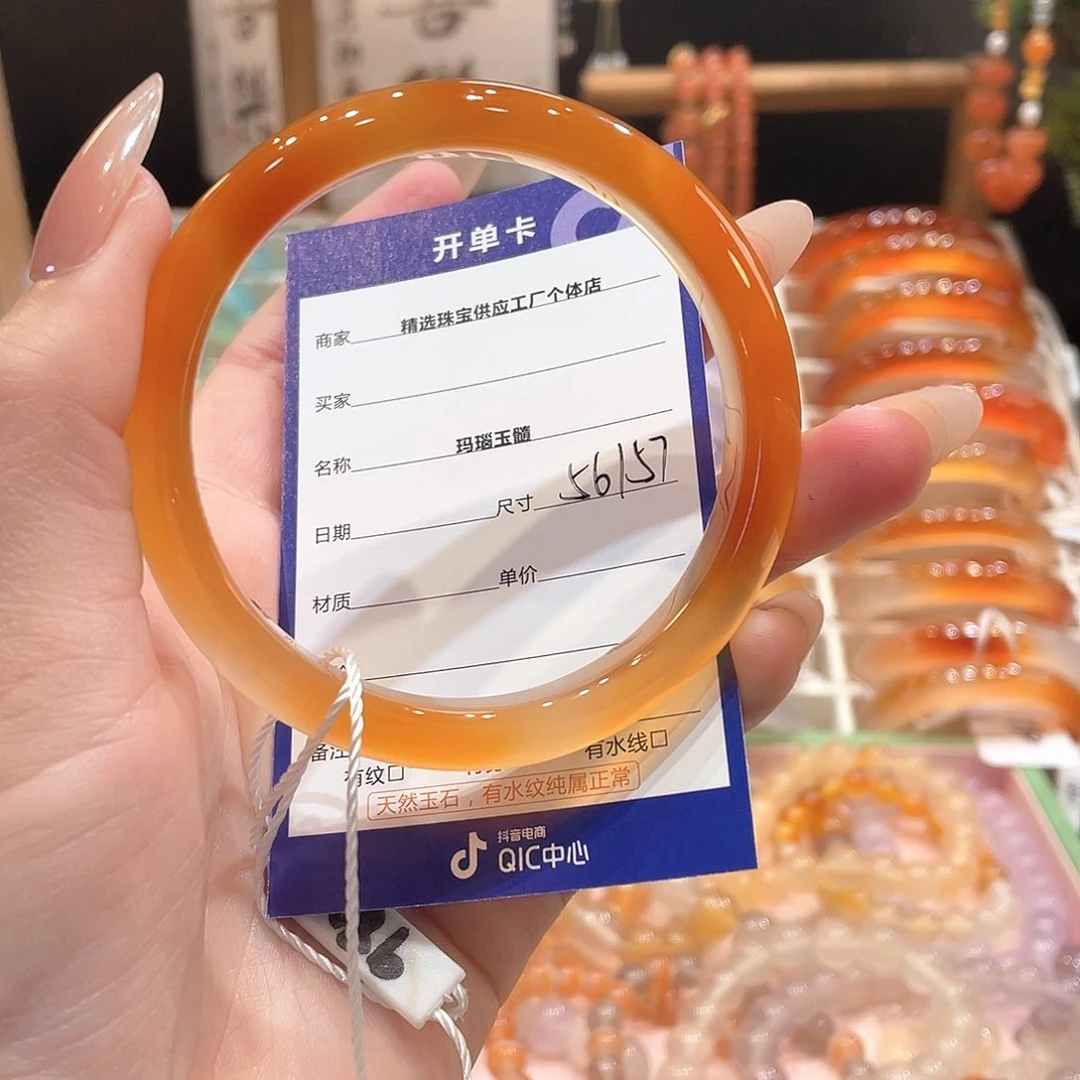 开单卡
商家 精选珠宝供应工厂个体店
买家
名称 玛瑙玉髓
日期 尺寸 56/57
材质 单价
有水线□
有纹□
天然玉石，有水纹纯属正常
抖音电商
QIC中心